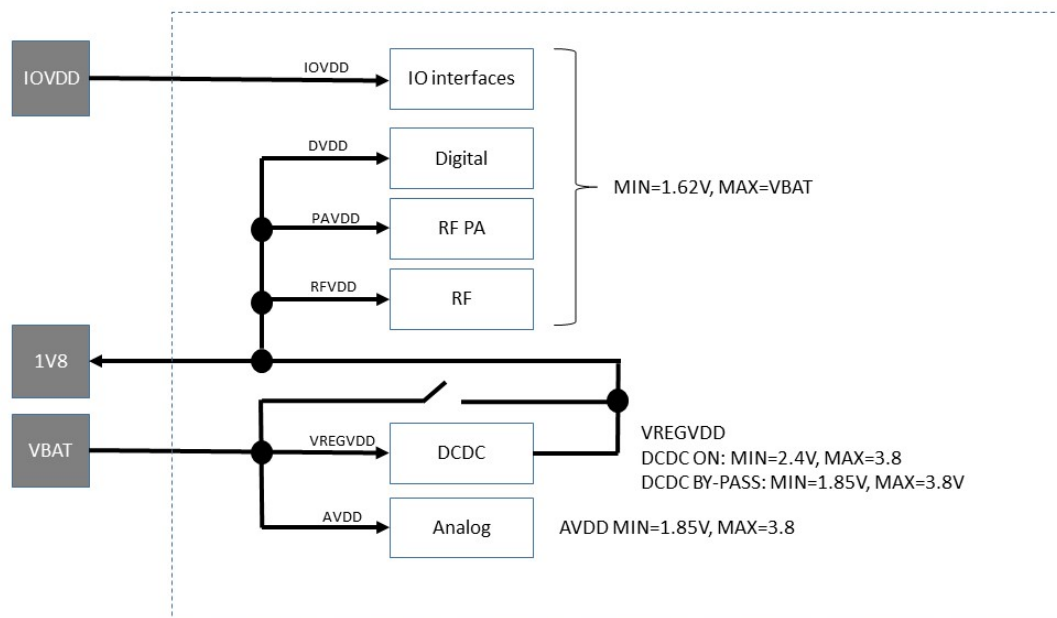 IOVDD
IOVDD
IO interfaces
DVDD
Digital
MIN=1.62V, MAX=VBAT
PAVDD
RF PA
RFVDD
RF
1V8
VBAT
VREGVDD
DCDC
VREGVDD
DCDC ON: MIN=2.4V, MAX=3.8
DCDC BY-PASS: MIN=1.85V, MAX=3.8V
AVDD
Analog
AVDD MIN=1.85V, MAX=3.8